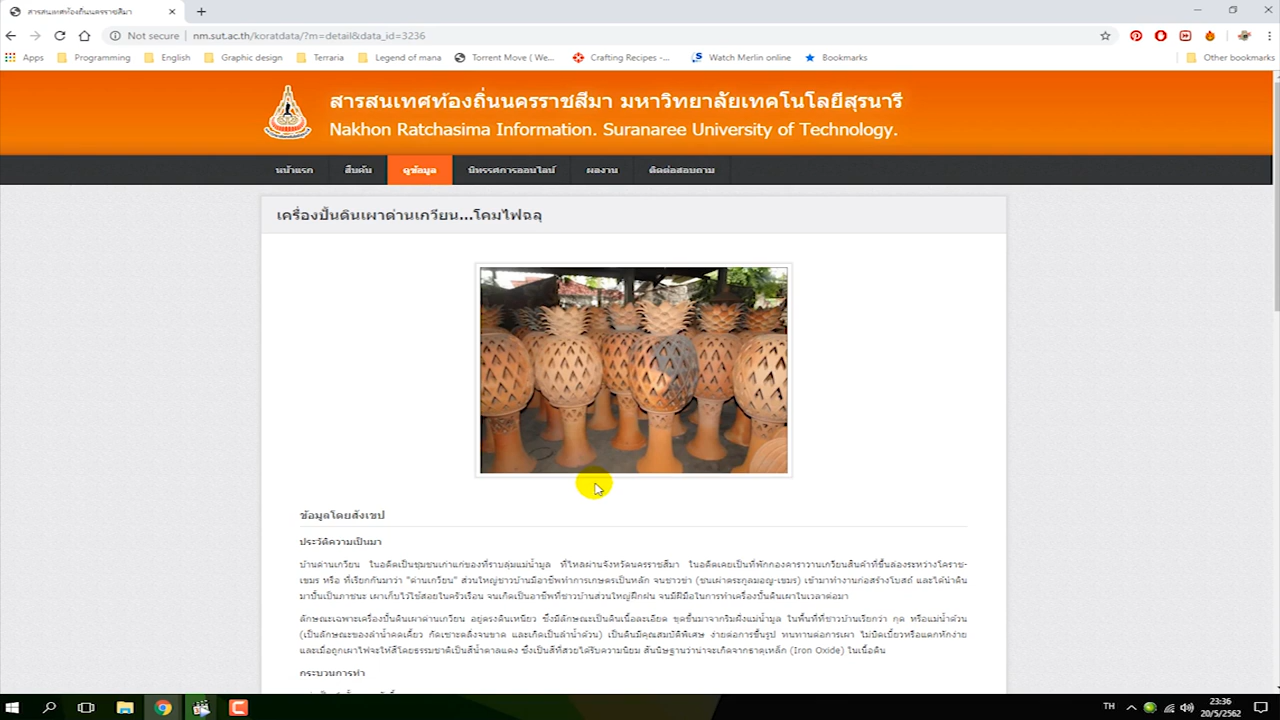 สารสนเทศท้องถิ่นนครราชสีมา
Not secure
nm.sut.ac.th/koratdata/?m=detail&data_id=3236
Apps
Programming
English
Graphic design
Terraria
Legend of mana
Torrent Move ( We...
Crafting Recipes -...
Watch Merlin online
Bookmarks
Other bookmarks
สารสนเทศท้องถิ่นนครราชสีมา มหาวิทยาลัยเทคโนโลยีสุรนารี
Nakhon Ratchasima Information. Suranaree University of Technology.
หน้าแรก
สืบค้น
ดูข้อมูล
นิทรรศการออนไลน์
ผลงาน
ติดต่อสอบถาม
เครื่องปั้นดินเผาด่านเกวียน...โคมไฟฉลุ
ข้อมูลโดยสังเขป
ประวัติความเป็นมา
บ้านด่านเกวียน ในอดีตเป็นชุมชนเก่าแก่ของที่ราบลุ่มแม่น้ำมูล ที่ไหลผ่านจังหวัดนครราชสีมา ในอดีตเคยเป็นที่พักกองคาราวานเกวียนสินค้าที่ขึ้นล่องระหว่างโคราช-
เขมร หรือ ที่เรียกกันมาว่า "ด่านเกวียน" ส่วนใหญ่ชาวบ้านมีอาชีพทำการเกษตรเป็นหลัก จนชาวข่า (ชนเผ่าตระกูลมอญ-เขมร) เข้ามาทำงานก่อสร้างโบสถ์ และได้นำดิน
มาปั้นเป็นภาชนะ เผาเก็บไว้ใช้สอยในครัวเรือน จนเกิดเป็นอาชีพที่ชาวบ้านส่วนใหญ่ฝึกฝน จนมีฝีมือในการทำเครื่องปั้นดินเผาในเวลาต่อมา
ลักษณะเฉพาะเครื่องปั้นดินเผาด่านเกวียน อยู่ตรงดินเหนียว ซึ่งมีลักษณะเป็นดินเนื้อละเอียด ขุดขึ้นมาจากริมฝั่งแม่น้ำมูล ในพื้นที่ที่ชาวบ้านเรียกว่า กุด หรือแม่น้ำด้วน
(เป็นลักษณะของลำน้ำคดเคี้ยว กัดเซาะตลิ่งจนขาด และเกิดเป็นลำน้ำด้วน) เป็นดินมีคุณสมบัติพิเศษ ง่ายต่อการขึ้นรูป ทนทานต่อการเผา ไม่บิดเบี้ยวหรือแตกหักง่าย
และเมื่อถูกเผาไฟจะให้สีโดยธรรมชาติเป็นสีน้ำตาลแดง ซึ่งเป็นสีที่สวยได้รับความนิยม สันนิษฐานว่าน่าจะเกิดจากธาตุเหล็ก (Iron Oxide) ในเนื้อดิน
กระบวนการทำ
TH
23:36
20/5/2562